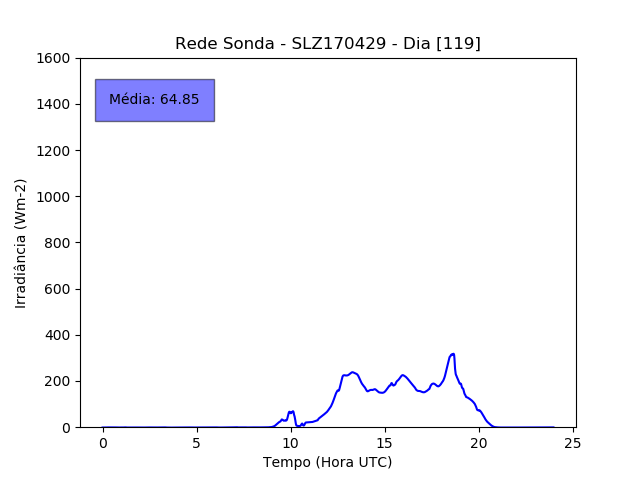 Rede Sonda - SLZ170429 - Dia [119]
1600
1400
1200
1000
800
600
400
200
0
Média: 64.85
Irradiância (Wm-2)
0 5 10 15 20 25
Tempo (Hora UTC)